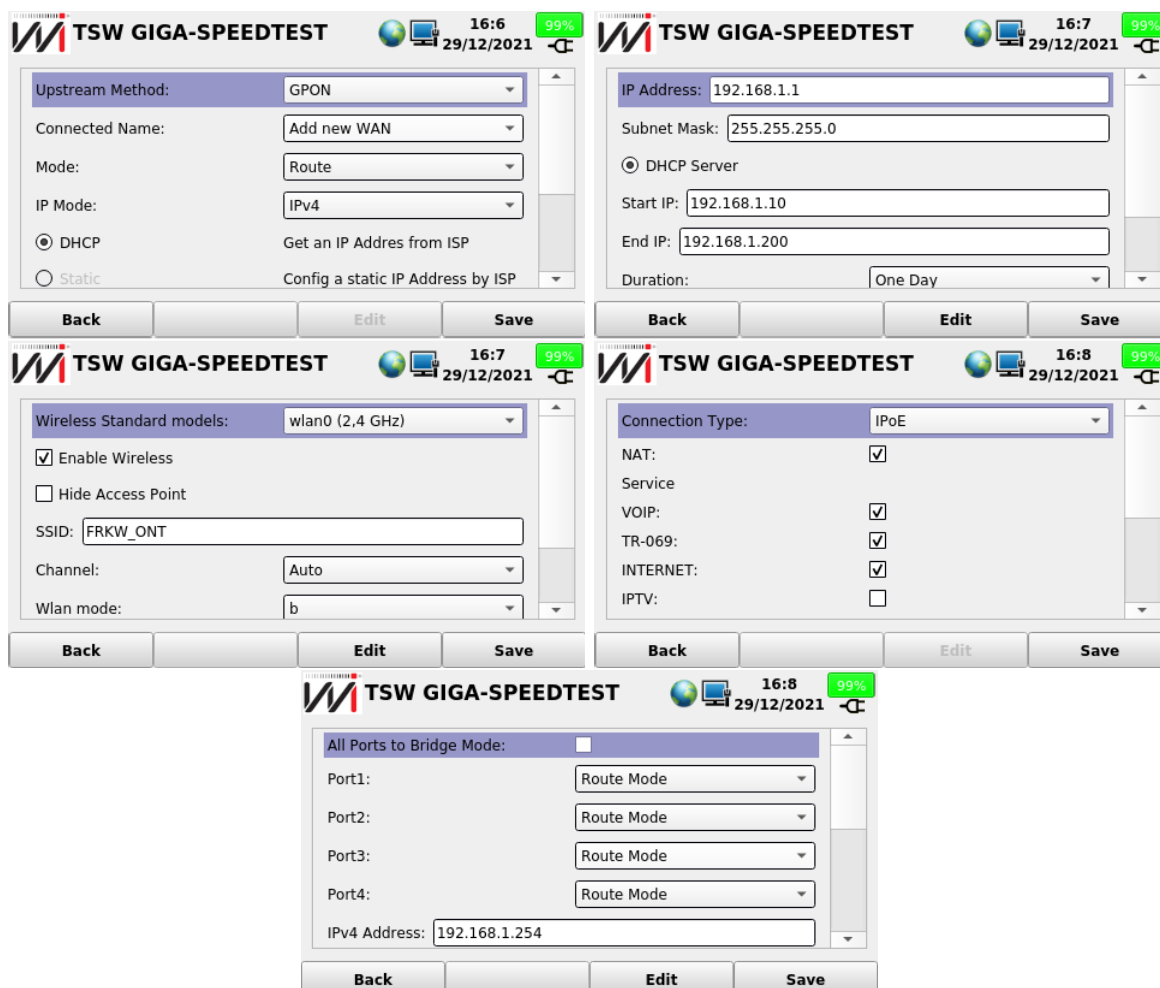 TSW GIGA-SPEEDTEST 16:6 99%
29/12/2021
Upstream Method: GPON
Connected Name: Add new WAN
Mode: Route
IP Mode: IPv4
DHCP Get an IP Addres from ISP
Static Config a static IP Address by ISP
Back Edit Save
TSW GIGA-SPEEDTEST 16:7 99%
29/12/2021
IP Address: 192.168.1.1
Subnet Mask: 255.255.255.0
DHCP Server
Start IP: 192.168.1.10
End IP: 192.168.1.200
Duration: One Day
Back Edit Save
TSW GIGA-SPEEDTEST 16:7 99%
29/12/2021
Wireless Standard models: wlan0 (2,4 GHz)
Enable Wireless
Hide Access Point
SSID: FRKW_ONT
Channel: Auto
Wlan mode: b
Back Edit Save
TSW GIGA-SPEEDTEST 16:8 99%
29/12/2021
Connection Type: IPoE
NAT:
Service
VOIP:
TR-069:
INTERNET:
IPTV:
Back Edit Save
TSW GIGA-SPEEDTEST 16:8 99%
29/12/2021
All Ports to Bridge Mode:
Port1: Route Mode
Port2: Route Mode
Port3: Route Mode
Port4: Route Mode
IPv4 Address: 192.168.1.254
Back Edit Save